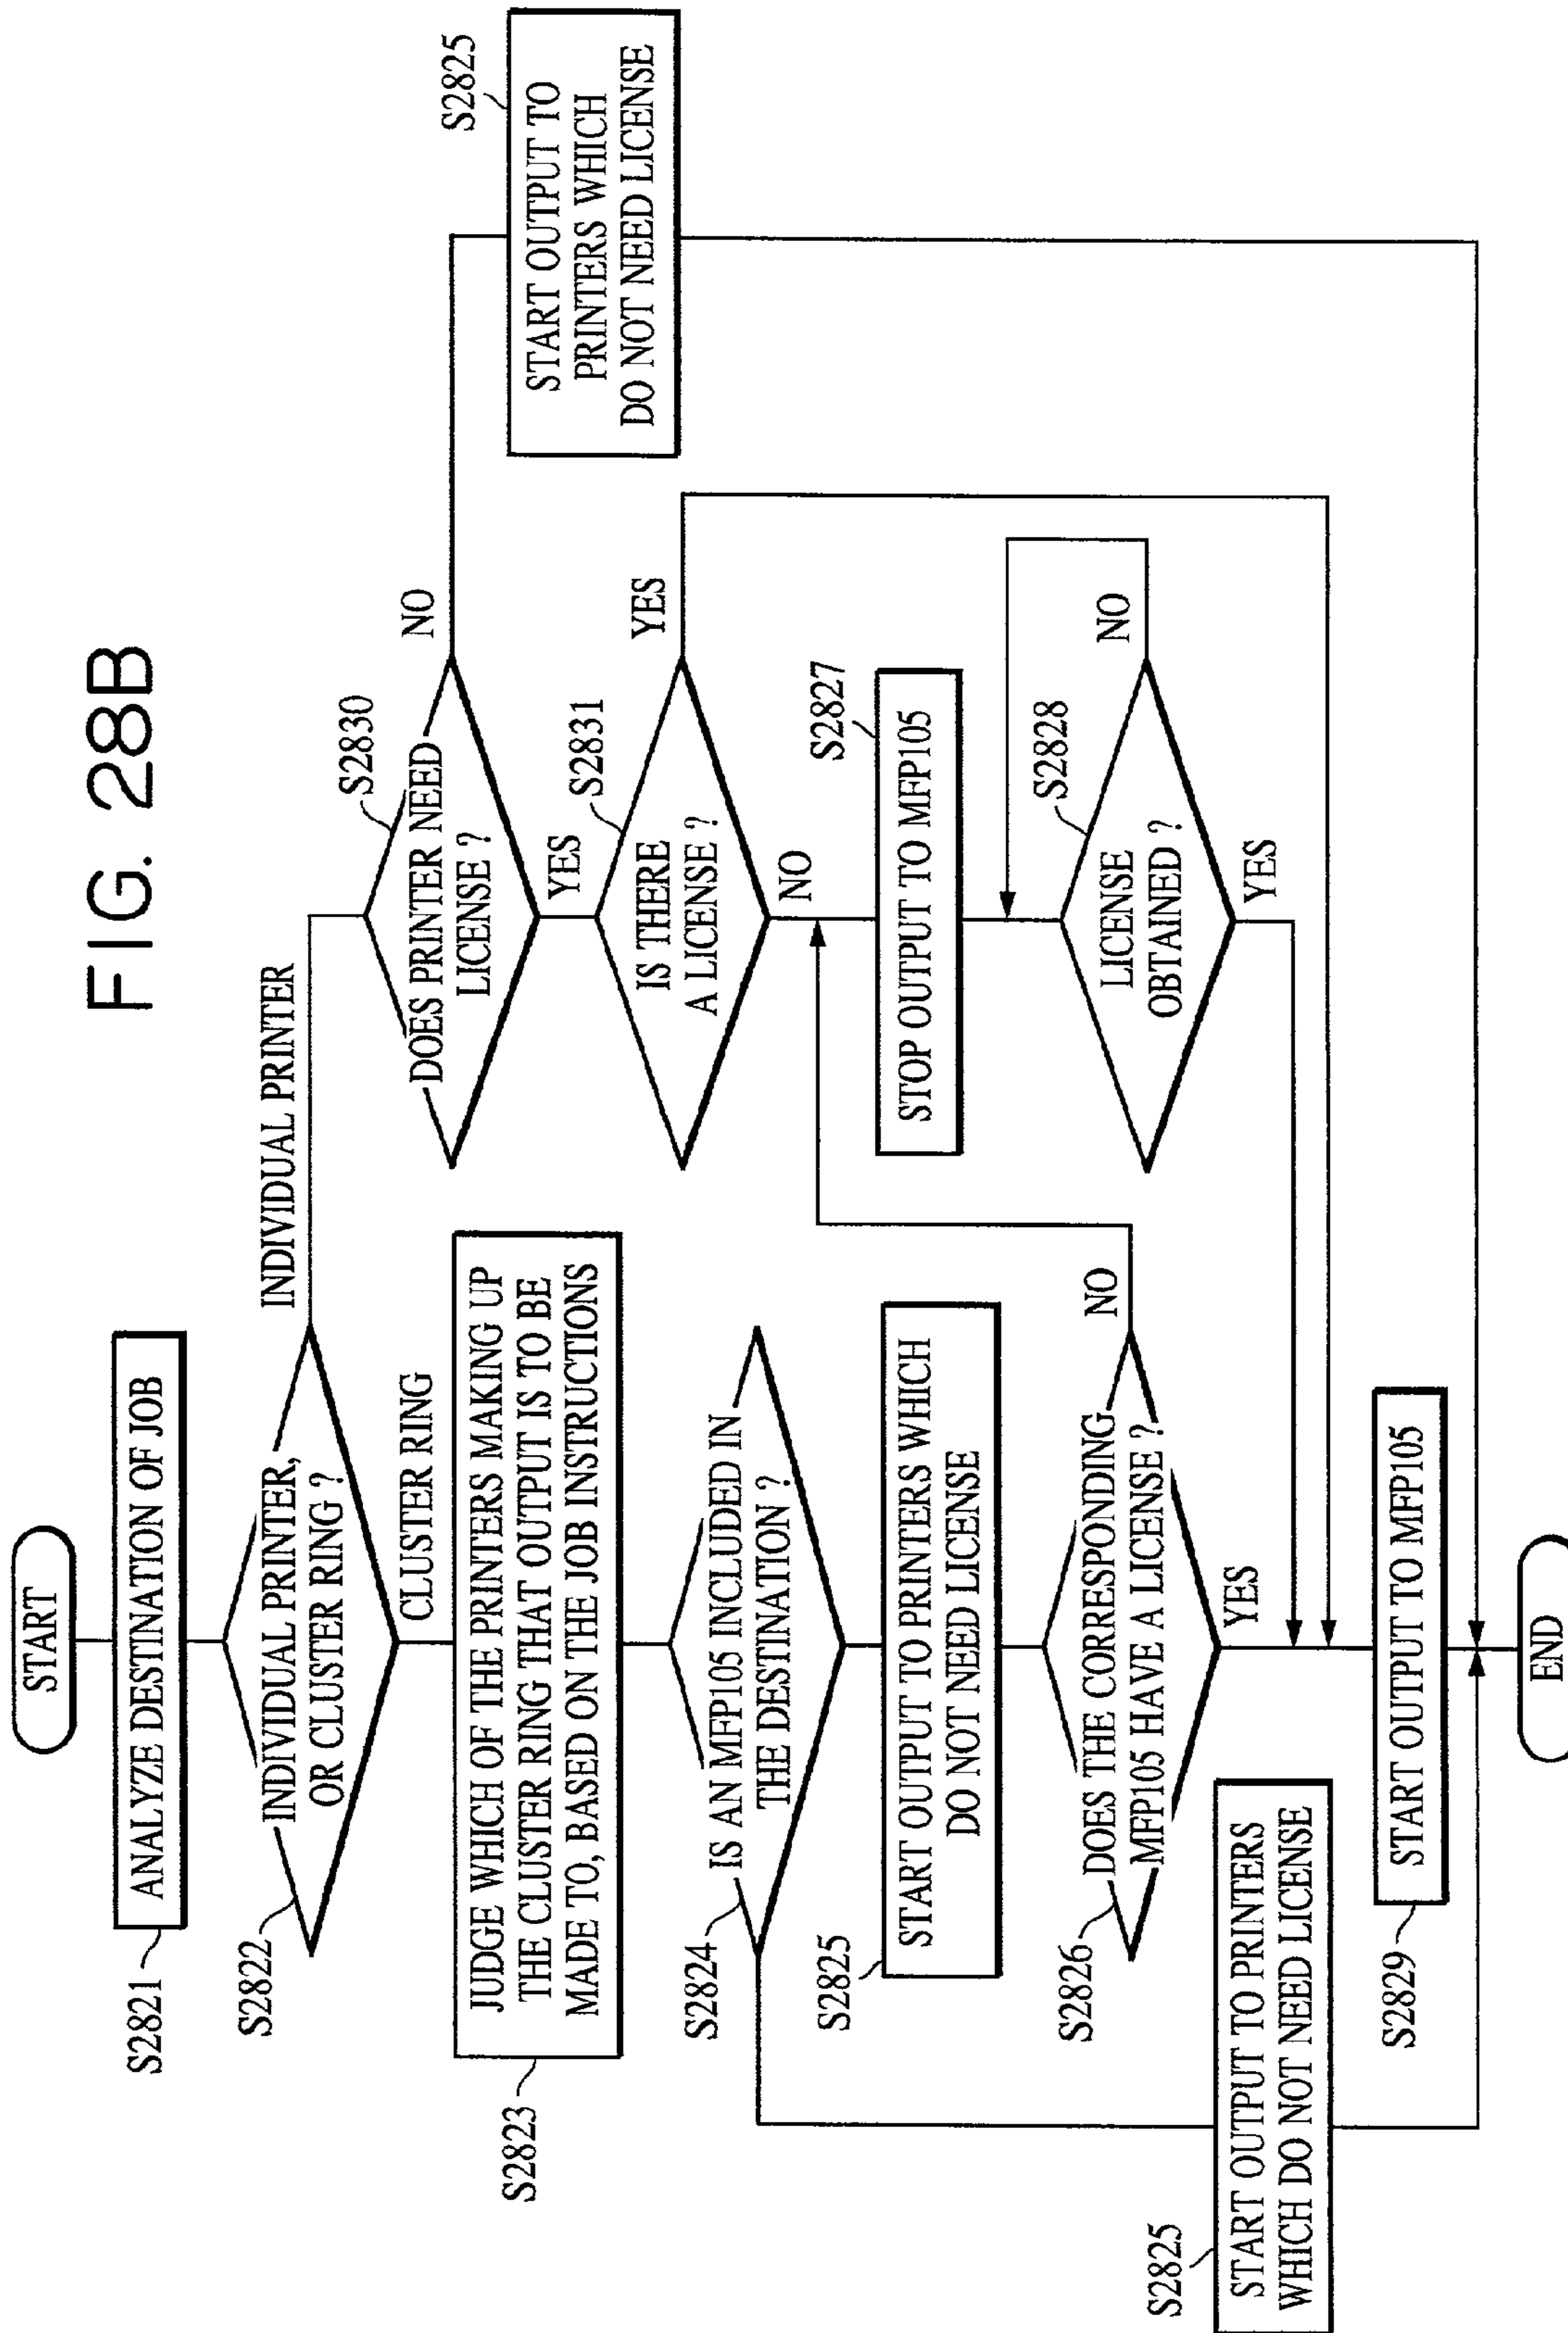 FIG. 28B
START
ANALYZE DESTINATION OF JOB
S2821
INDIVIDUAL PRINTER,
OR CLUSTER RING ?
S2822
INDIVIDUAL PRINTER
CLUSTER RING
JUDGE WHICH OF THE PRINTERS MAKING UP
THE CLUSTER RING THAT OUTPUT IS TO BE
MADE TO, BASED ON THE JOB INSTRUCTIONS
S2823
IS AN MFP105 INCLUDED IN
THE DESTINATION ?
S2824
START OUTPUT TO PRINTERS WHICH
DO NOT NEED LICENSE
S2825
DOES THE CORRESPONDING
MFP105 HAVE A LICENSE ?
S2826
NO
YES
START OUTPUT TO PRINTERS
WHICH DO NOT NEED LICENSE
S2825
START OUTPUT TO MFP105
S2829
END
DOES PRINTER NEED
LICENSE ?
S2830
NO
YES
IS THERE
A LICENSE ?
S2831
YES
NO
STOP OUTPUT TO MFP105
S2827
LICENSE
OBTAINED ?
S2828
NO
YES
START OUTPUT TO
PRINTERS WHICH
DO NOT NEED LICENSE
S2825